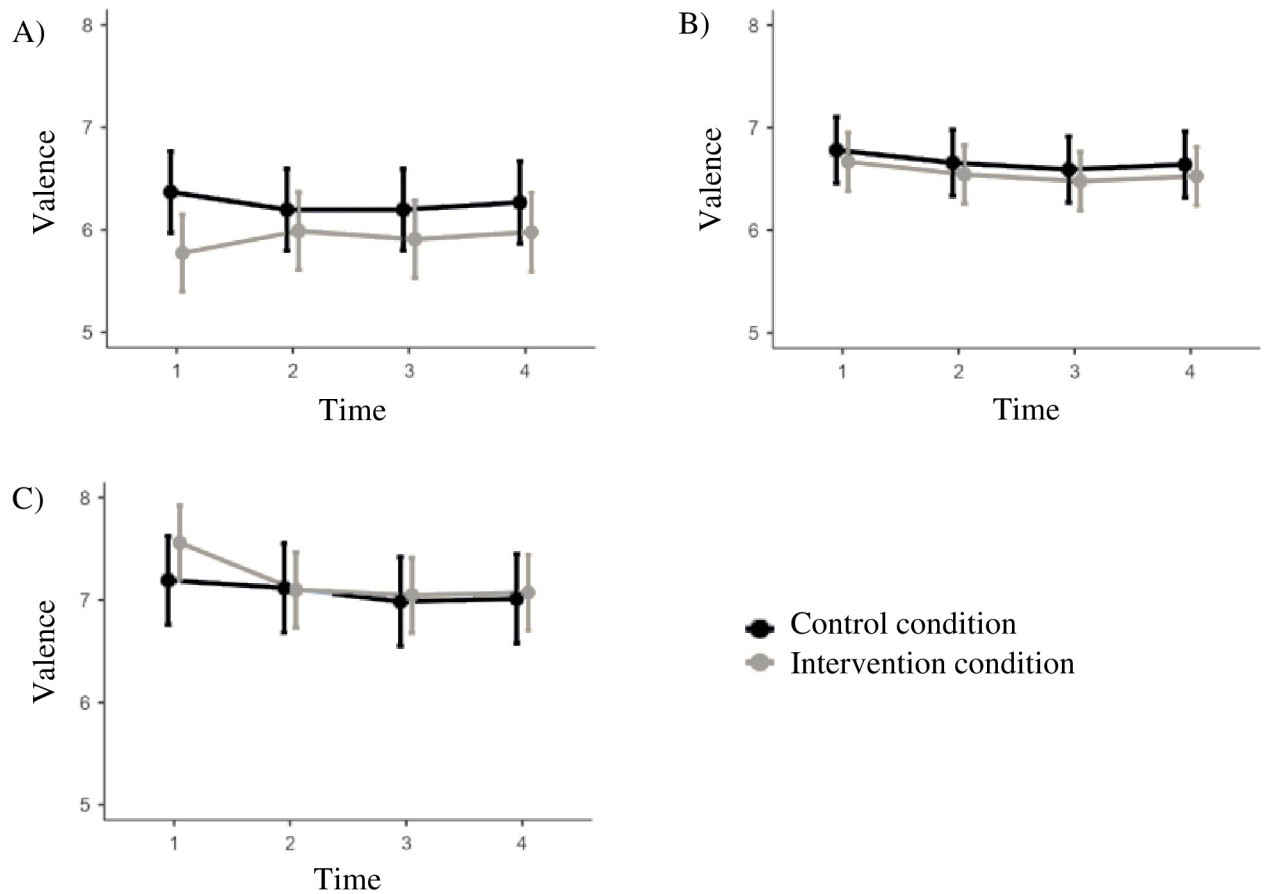 A)
8
7
6
5
Valence
1 2 3 4
Time
B)
8
7
6
5
Valence
1 2 3 4
Time
C)
8
7
6
5
Valence
1 2 3 4
Time
Control condition
Intervention condition